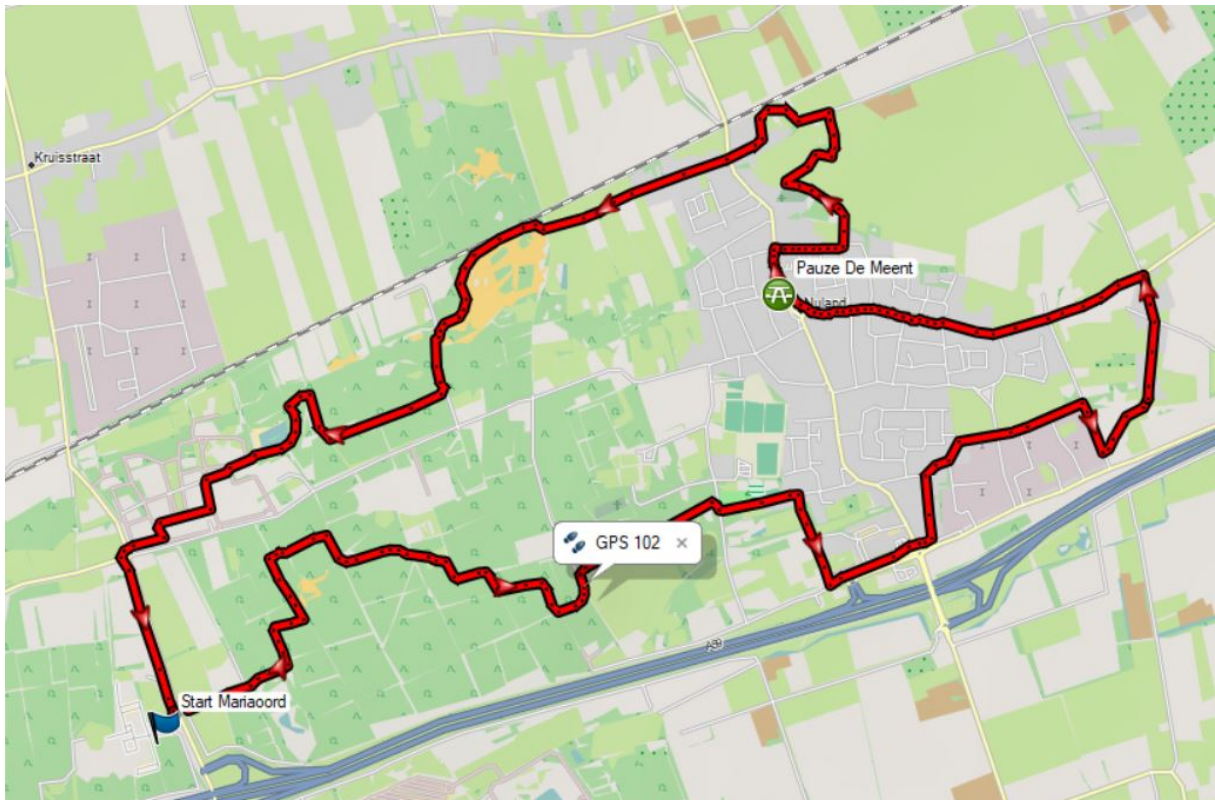 Kruisstraat
Pauze De Meent
Nuland
GPS 102
A59
Start Mariaoord